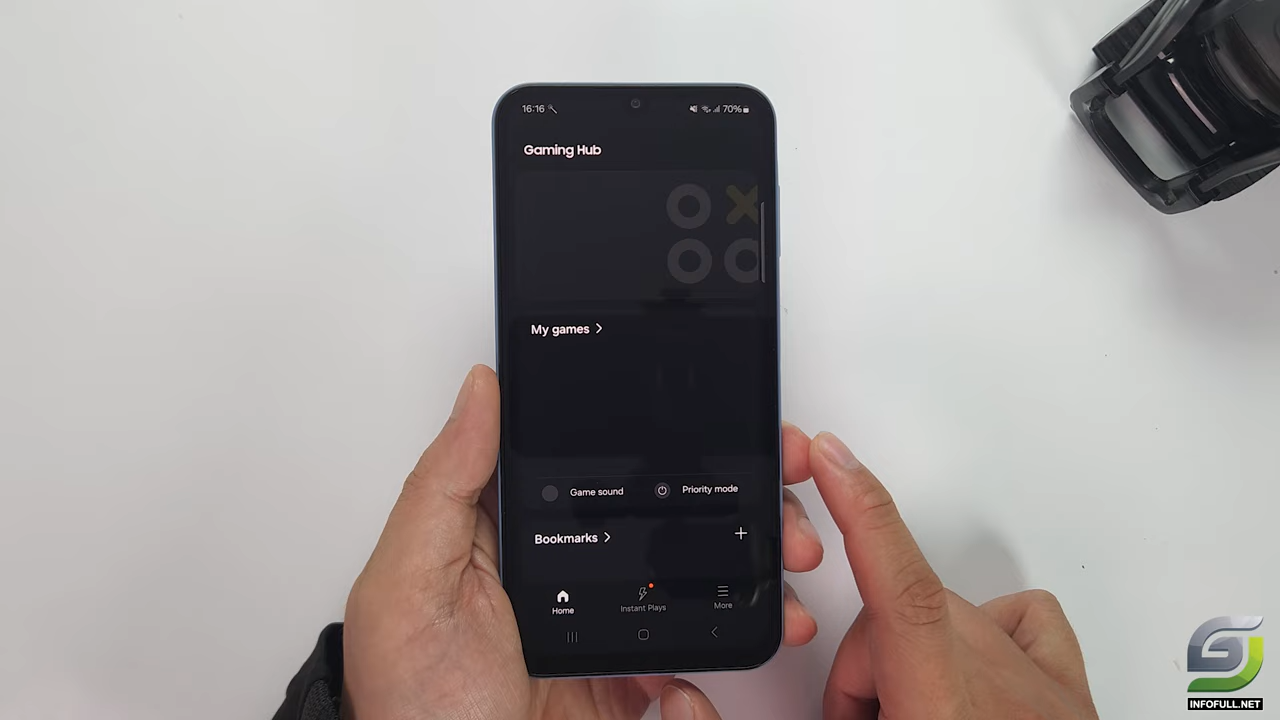 16:16 70%
Gaming Hub
My games
Game sound Priority mode
Bookmarks
Home Instant Plays More
INFOFULL.NET